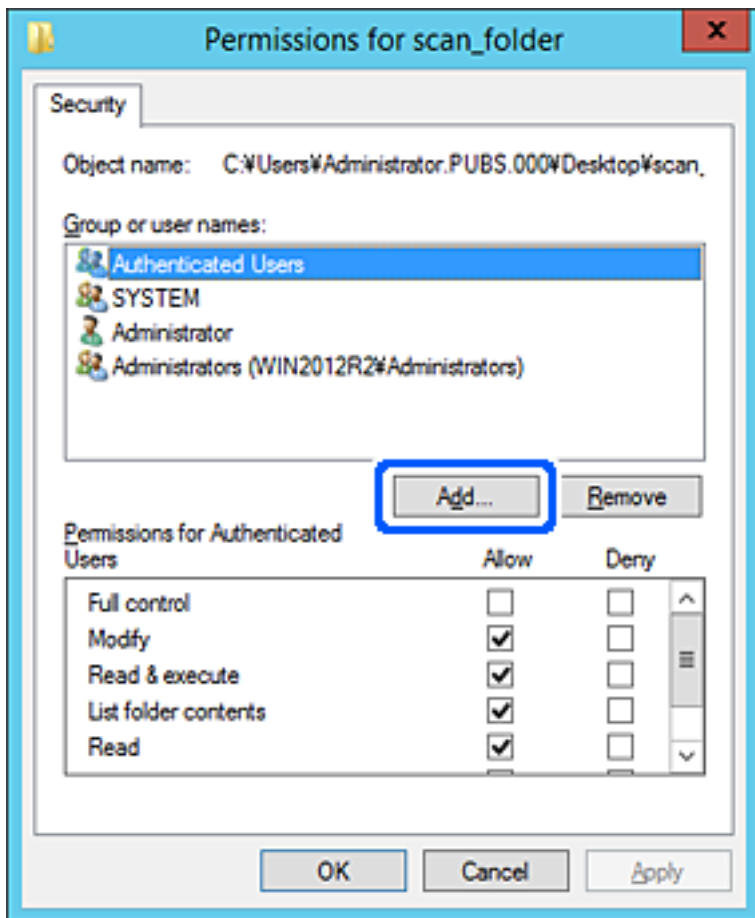 Permissions for scan_folder
x
Security
Object name: C:¥Users¥Administrator.PUBS.000¥Desktop¥scan_
Group or user names:
Authenticated Users
SYSTEM
Administrator
Administrators (WIN2012R2¥Administrators)
Add... Remove
Permissions for Authenticated
Users Allow Deny
Full control
Modify
Read & execute
List folder contents
Read
OK Cancel Apply